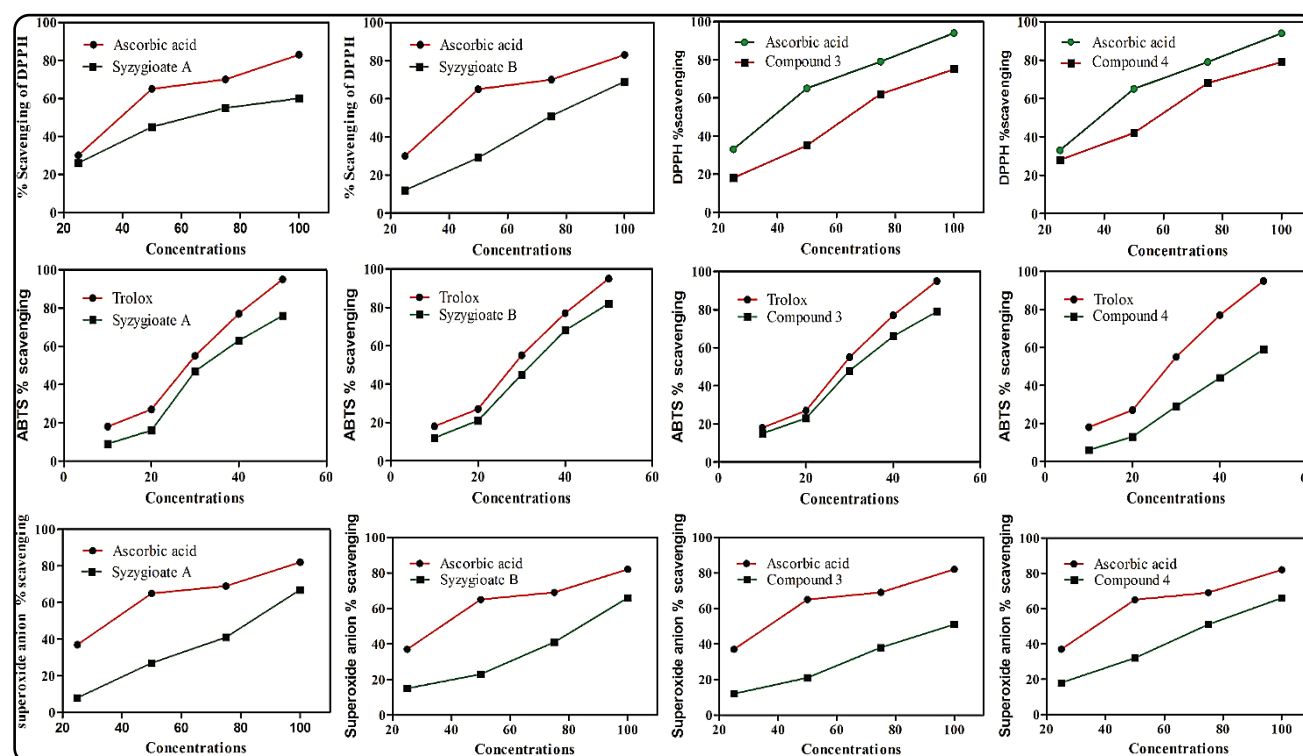 % Scavenging of DPPH
100
80
60
40
20
0
Ascorbic acid
Syzygioate A
20 40 60 80 100
Concentrations
% Scavenging of DPPH
100
80
60
40
20
0
Ascorbic acid
Syzygioate B
20 40 60 80 100
Concentrations
DPPH %scavenging
100
80
60
40
20
0
Ascorbic acid
Compound 3
20 40 60 80 100
Concentrations
DPPH %scavenging
100
80
60
40
20
0
Ascorbic acid
Compound 4
20 40 60 80 100
Concentrations
ABTS % scavenging
100
80
60
40
20
0
Trolox
Syzygioate A
0 20 40 60
Concentrations
ABTS % scavenging
100
80
60
40
20
0
Trolox
Syzygioate B
0 20 40 60
Concentrations
ABTS % scavenging
100
80
60
40
20
0
Trolox
Compound 3
0 20 40 60
Concentrations
ABTS % scavenging
100
80
60
40
20
0
Trolox
Compound 4
0 20 40 6
Concentrations
superoxide anion % scavenging
100
80
60
40
20
0
Ascorbic acid
Syzygioate A
20 40 60 80 100
Concentrations
Superoxide anion % scavenging
100
80
60
40
20
0
Ascorbic acid
Syzygioate B
20 40 60 80 100
Concentrations
Superoxide anion % scavenging
100
80
60
40
20
0
Ascorbic acid
Compound 3
20 40 60 80 100
Concentrations
Superoxide anion % scavenging
100
80
60
40
20
0
Ascorbic acid
Compound 4
20 40 60 80 100
Concentrations